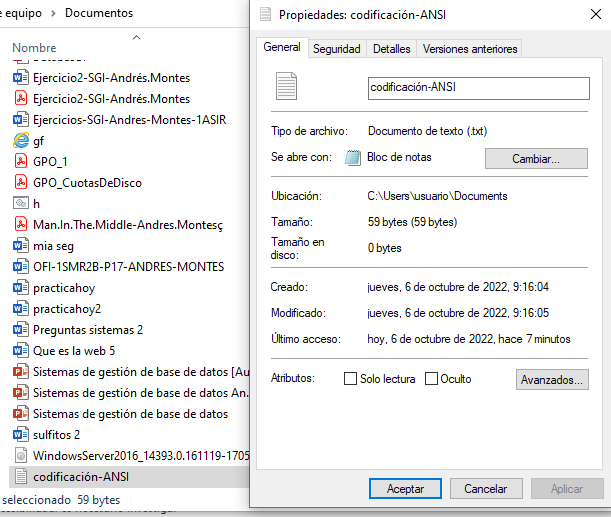 e equipo > Documentos
Nombre
Ejercicio2-SGI-Andrés.Montes
Ejercicio2-SGI-Andrés.Montes
Ejercicios-SGI-Andres-Montes-1ASIR
gf
GPO_1
GPO_CuotasDeDisco
h
Man.In.The.Middle-Andres.Montesç
mia seg
OFI-1SMR2B-P17-ANDRES-MONTES
practicahoy
practicahoy2
Preguntas sistemas 2
Que es la web 5
Sistemas de gestión de base de datos [Au
Sistemas de gestión de base de datos An.
Sistemas de gestión de base de datos
sulfitos 2
WindowsServer2016_14393.0.161119-1705
codificación-ANSI
seleccionado 59 bytes
Propiedades: codificación-ANSI
General Seguridad Detalles Versiones anteriores
codificación-ANSI
Tipo de archivo: Documento de texto (.txt)
Se abre con: Bloc de notas Cambiar...
Ubicación: C:\Users\usuario\Documents
Tamaño: 59 bytes (59 bytes)
Tamaño en
disco: 0 bytes
Creado: jueves, 6 de octubre de 2022, 9:16:04
Modificado: jueves, 6 de octubre de 2022, 9:16:05
Último acceso: hoy, 6 de octubre de 2022, hace 7 minutos
Atributos: Solo lectura Oculto Avanzados...
Aceptar Cancelar Aplicar